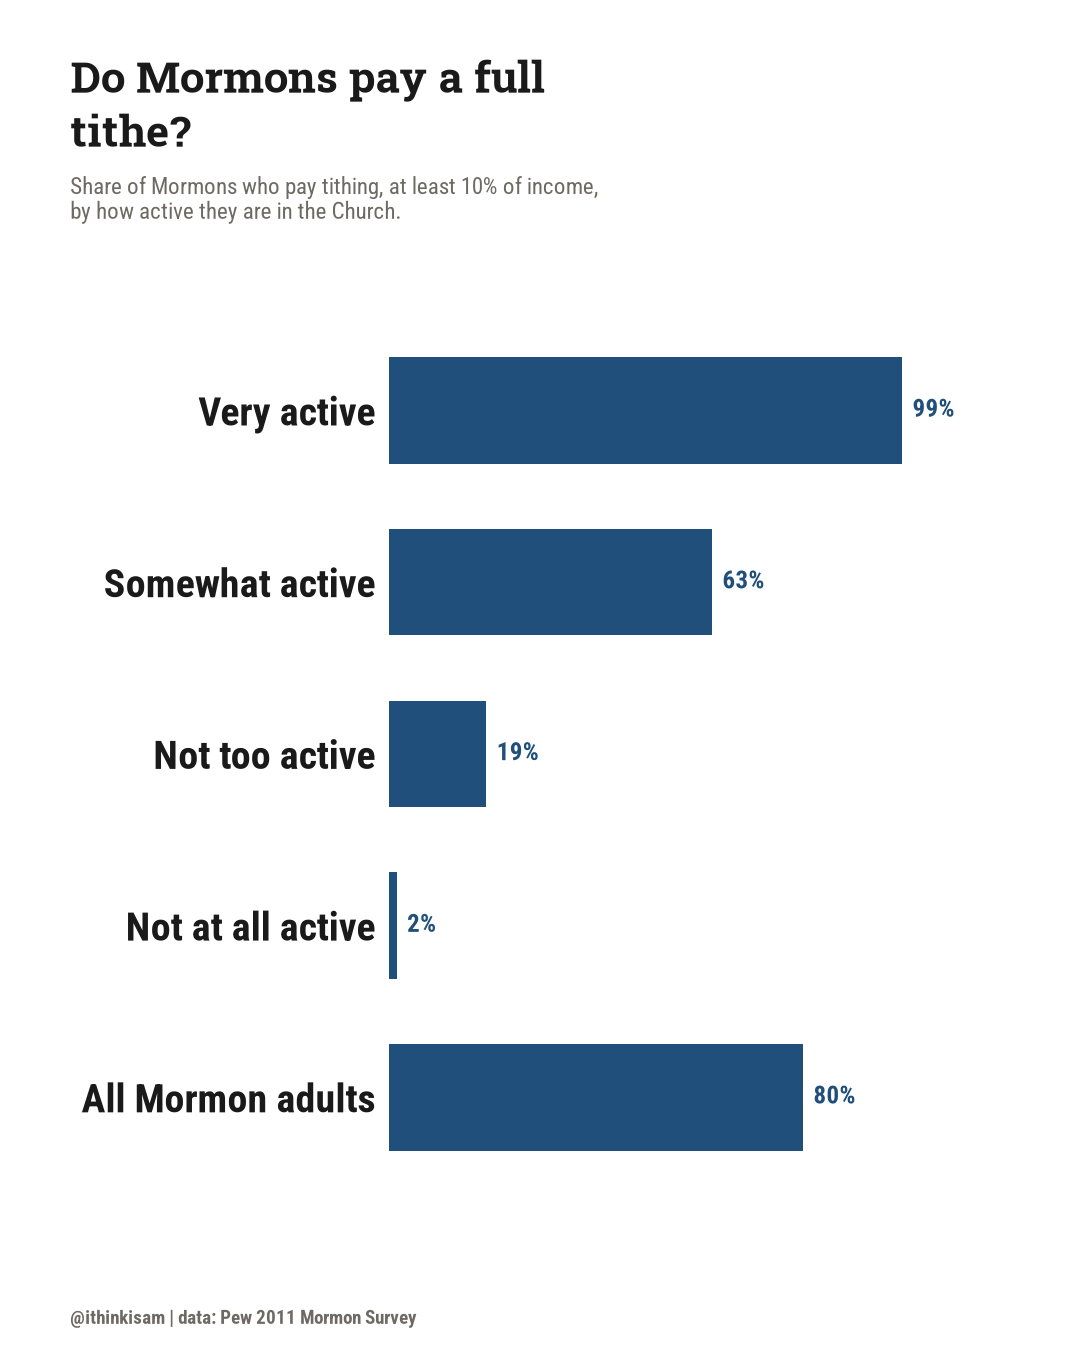 Do Mormons pay a full
tithe?
Share of Mormons who pay tithing, at least 10% of income,
by how active they are in the Church.
Very active 99%
Somewhat active 63%
Not too active 19%
Not at all active 2%
All Mormon adults 80%
@ithinkisam | data: Pew 2011 Mormon Survey